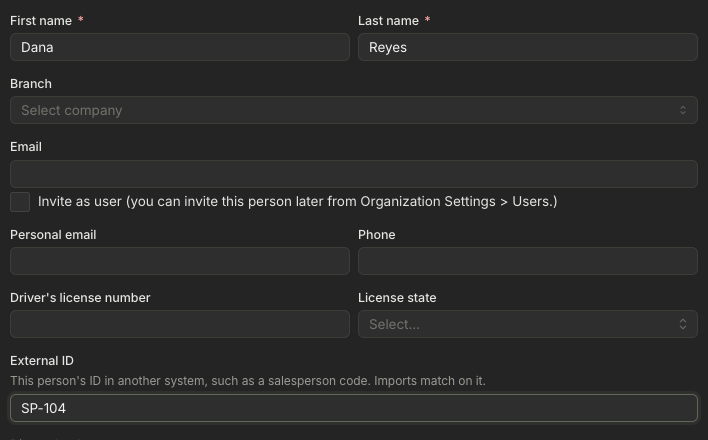 First name * Last name *
Dana Reyes
Branch
Select company
Email
Invite as user (you can invite this person later from Organization Settings > Users.)
Personal email Phone
Driver's license number License state
Select...
External ID
This person's ID in another system, such as a salesperson code. Imports match on it.
SP-104